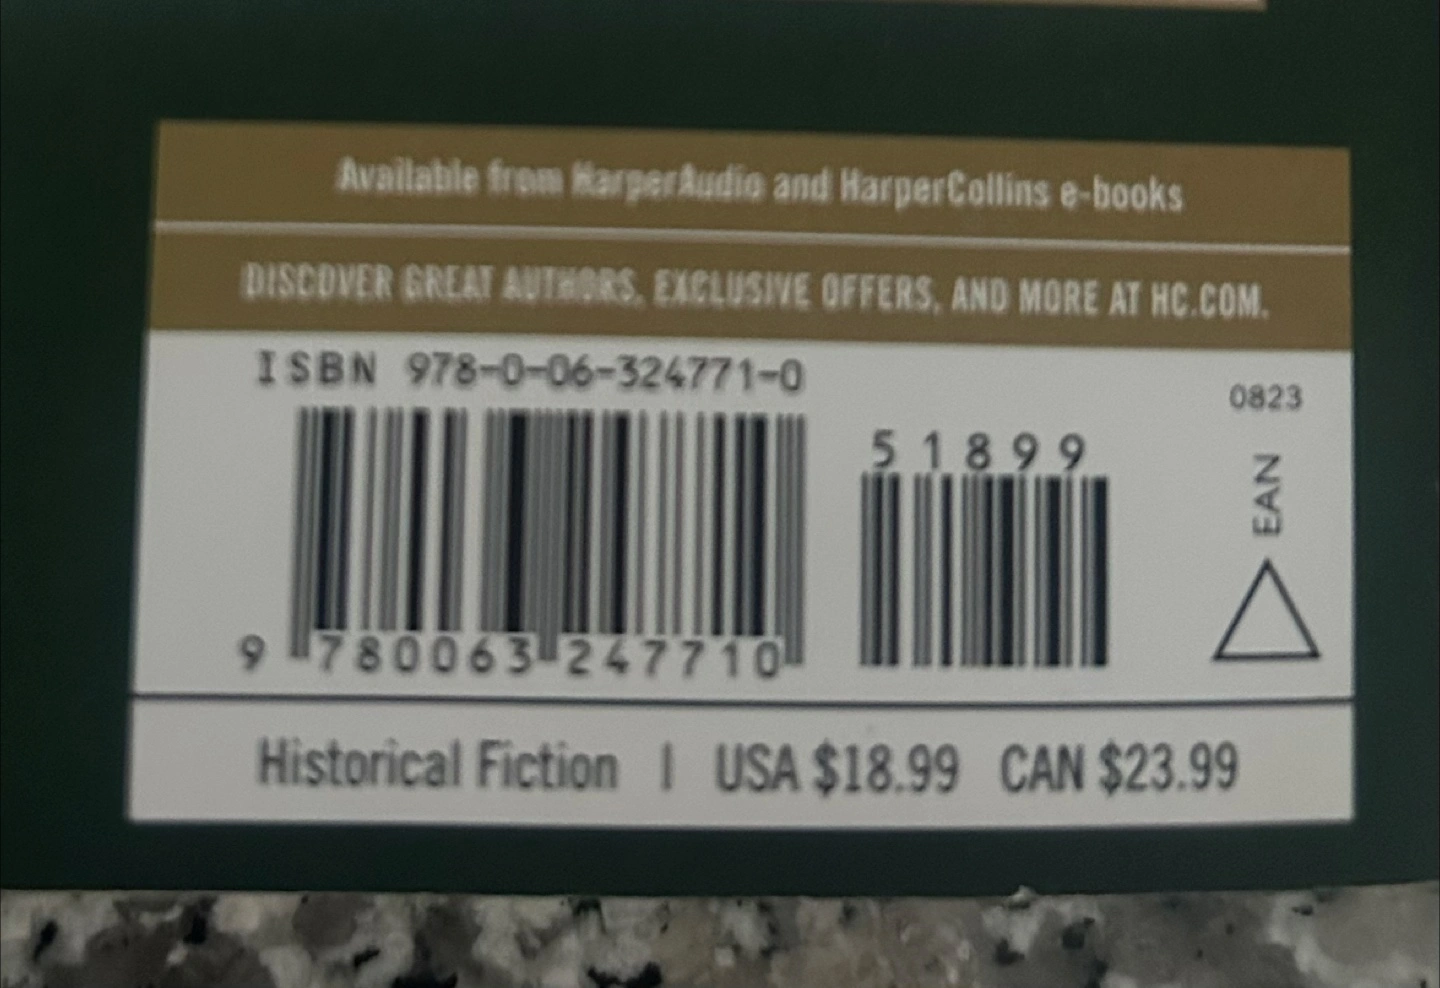 Available from HarperAudio and HarperCollins e-books
DISCOVER GREAT AUTHORS, EXCLUSIVE OFFERS, AND MORE AT HC.COM.
ISBN 978-0-06-324771-0
0823
51899
EAN
9 780063 247710
Historical Fiction | USA $18.99 CAN $23.99